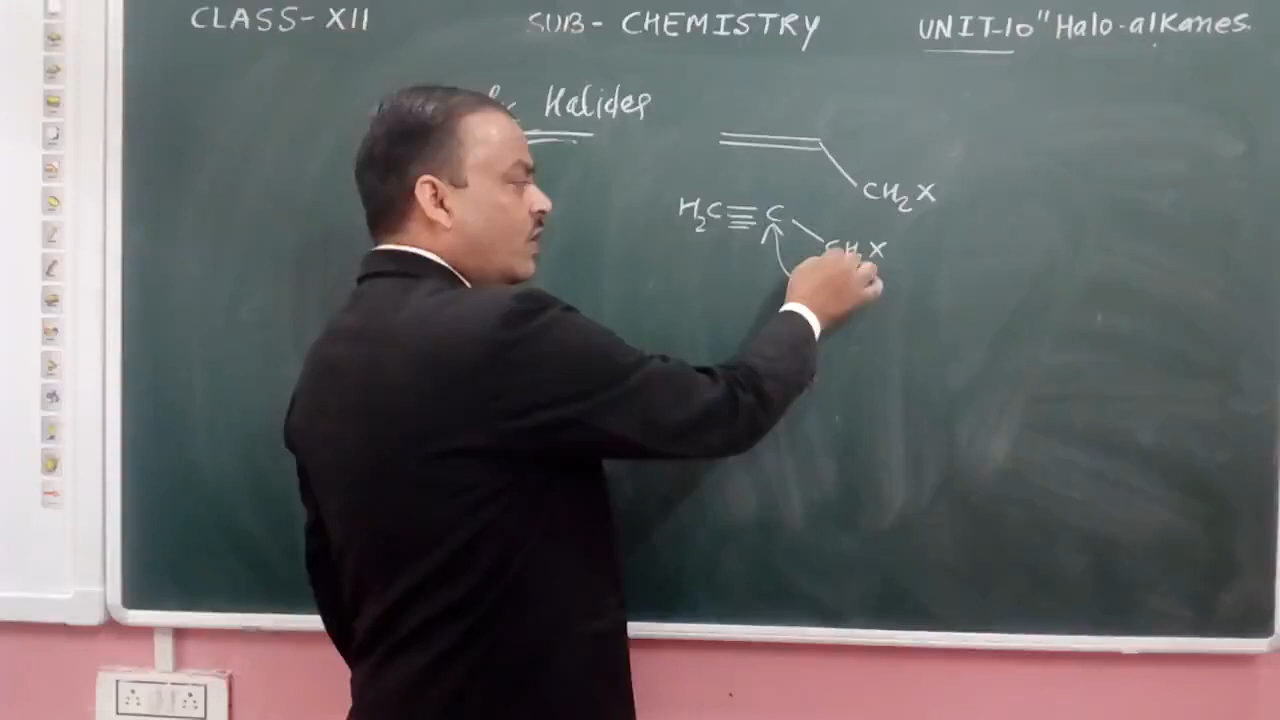 CLASS-XII SUB- CHEMISTRY UNIT-10 "Halo-alkanes
Halides
CH₂X
H₂C≡C
X